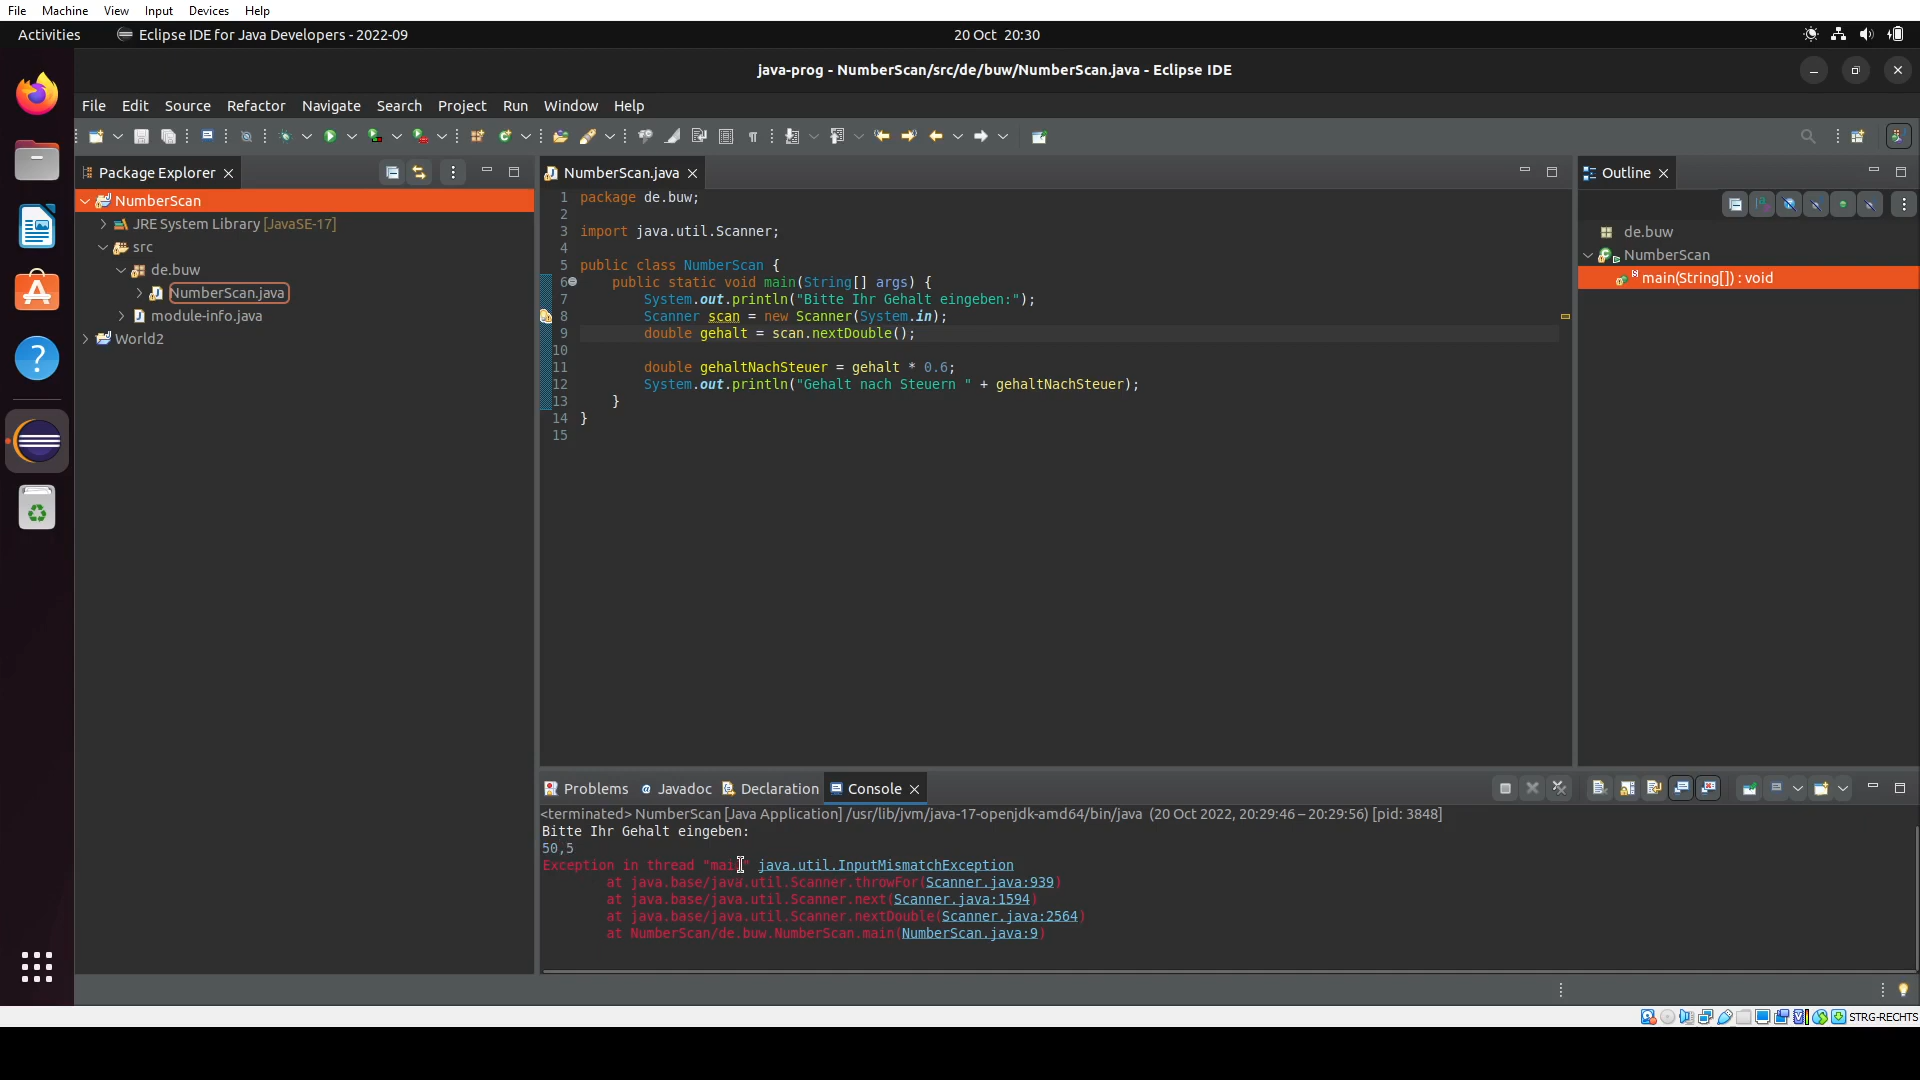 File Machine View Input Devices Help
Activities Eclipse IDE for Java Developers - 2022-09 20 Oct 20:30
java-prog - NumberScan/src/de/buw/NumberScan.java - Eclipse IDE
File Edit Source Refactor Navigate Search Project Run Window Help
Package Explorer
NumberScan
JRE System Library [JavaSE-17]
src
de.buw
NumberScan.java
module-info.java
World2
NumberScan.java
1 package de.buw;
2
3 import java.util.Scanner;
4
5 public class NumberScan {
6 public static void main(String[] args) {
7 System.out.println("Bitte Ihr Gehalt eingeben:");
8 Scanner scan = new Scanner(System.in);
9 double gehalt = scan.nextDouble();
10
11 double gehaltNachSteuer = gehalt * 0.6;
12 System.out.println("Gehalt nach Steuern " + gehaltNachSteuer);
13 }
14 }
15
Outline
de.buw
NumberScan
main(String[]) : void
Problems Javadoc Declaration Console
<terminated> NumberScan [Java Application] /usr/lib/jvm/java-17-openjdk-amd64/bin/java (20 Oct 2022, 20:29:46 – 20:29:56) [pid: 3848]
Bitte Ihr Gehalt eingeben:
50,5
Exception in thread "main" java.util.InputMismatchException
at java.base/java.util.Scanner.throwFor(Scanner.java:939)
at java.base/java.util.Scanner.next(Scanner.java:1594)
at java.base/java.util.Scanner.nextDouble(Scanner.java:2564)
at NumberScan/de.buw.NumberScan.main(NumberScan.java:9)
STRG-RECHTS